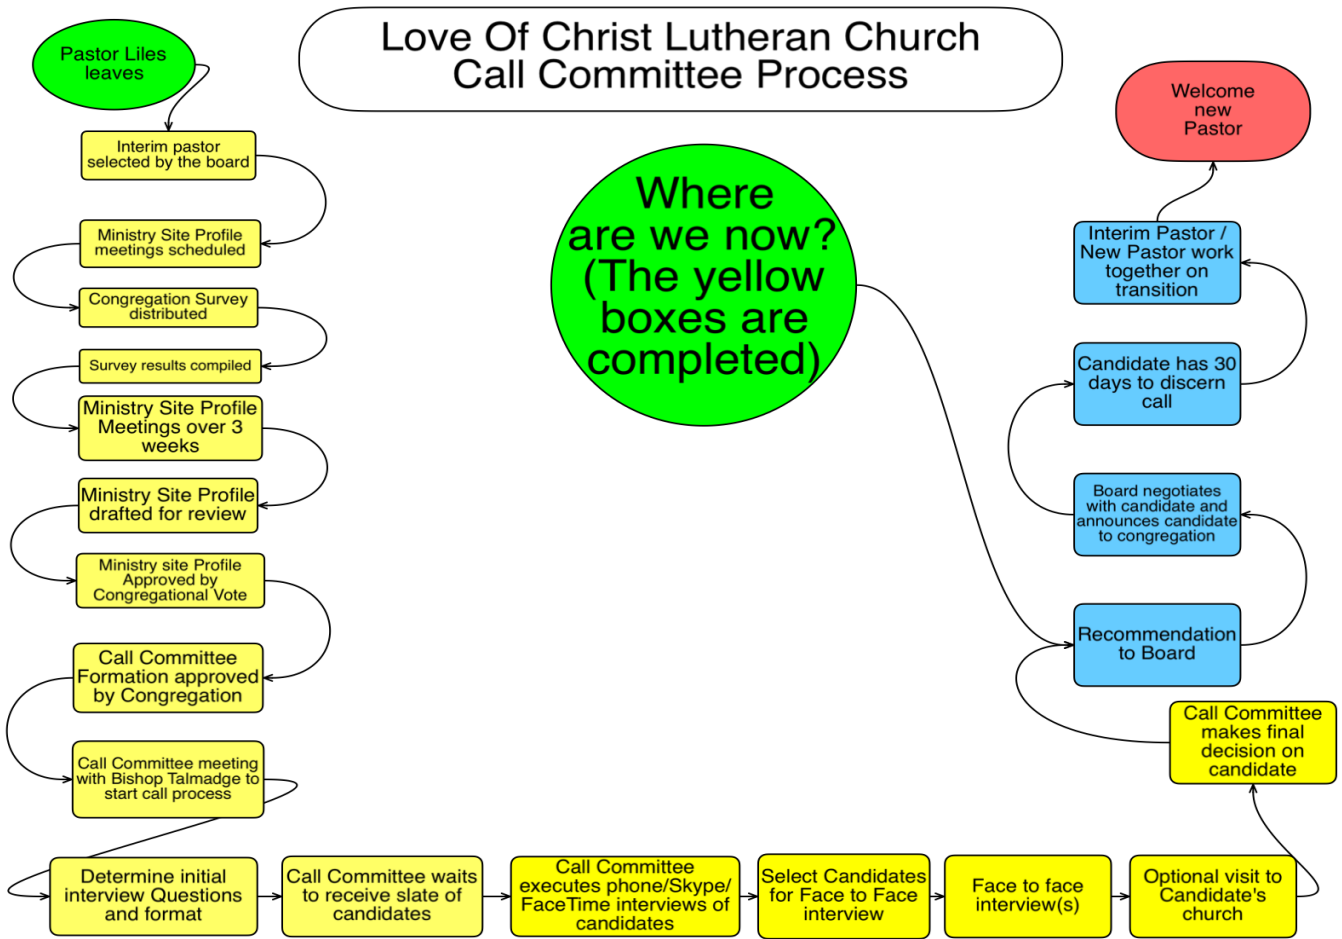 Love Of Christ Lutheran Church
Call Committee Process
Pastor Liles
leaves
Interim pastor
selected by the board
Ministry Site Profile
meetings scheduled
Congregation Survey
distributed
Survey results compiled
Ministry Site Profile
Meetings over 3
weeks
Ministry Site Profile
drafted for review
Ministry site Profile
Approved by
Congregational Vote
Call Committee
Formation approved
by Congregation
Call Committee meeting
with Bishop Talmadge to
start call process
Determine initial
interview Questions
and format
Call Committee waits
to receive slate of
candidates
Call Committee
executes phone/Skype/
FaceTime interviews of
candidates
Select Candidates
for Face to Face
interview
Face to face
interview(s)
Optional visit to
Candidate's
church
Call Committee
makes final
decision on
candidate
Where
are we now?
(The yellow
boxes are
completed)
Recommendation
to Board
Board negotiates
with candidate and
announces candidate
to congregation
Candidate has 30
days to discern
call
Interim Pastor /
New Pastor work
together on
transition
Welcome
new
Pastor